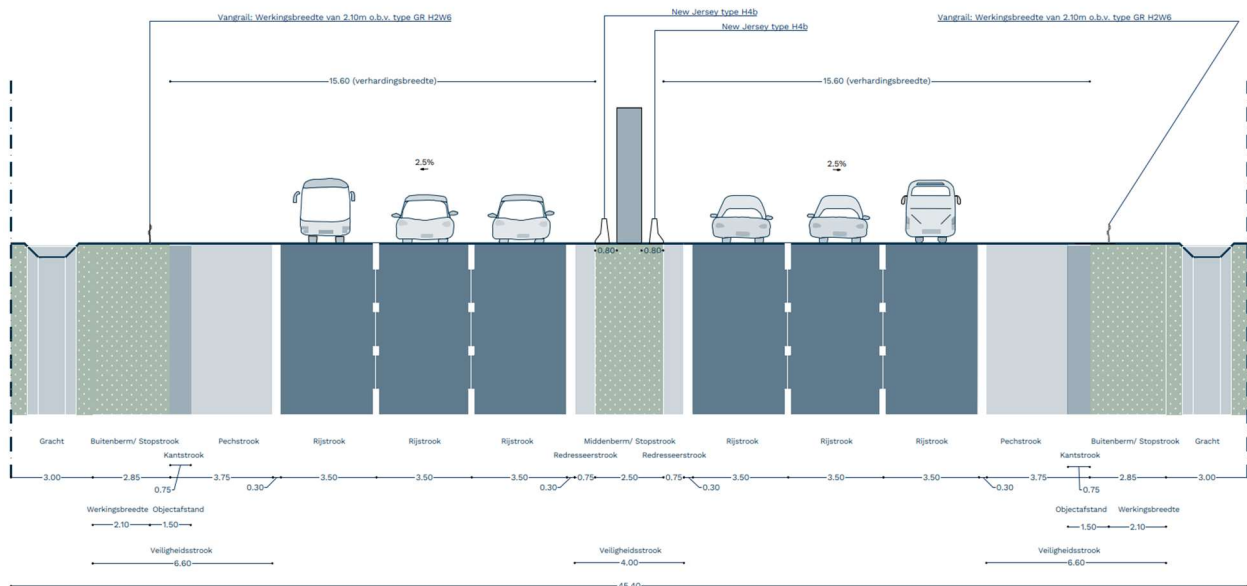 Vangrail: Werkingsbreedte van 2.10m o.b.v. type GR H2W6
New Jersey type H4b
Vangrail: Werkingsbreedte van 2.10m o.b.v. type GR H2W6
New Jersey type H4b
15.60 (verhardingsbreedte)
15.60 (verhardingsbreedte)
2.5%
2.5%
0.80
0.80
Gracht
Buitenberm/ Stopstrook
Pechstrook
Rijstrook
Rijstrook
Rijstrook
Middenberm/ Stopstrook
Rijstrook
Rijstrook
Rijstrook
Pechstrook
Buitenberm/ Stopstrook
Gracht
Kantstrook
Redresseerstrook
Redresseerstrook
Kantstrook
3.00
2.85
0.75
3.75
0.30
3.50
3.50
3.50
0.30
0.75
2.50
0.75
0.30
3.50
3.50
3.50
0.30
3.75
0.75
2.85
3.00
Werkingsbreedte
Objectafstand
Objectafstand
Werkingsbreedte
2.10
1.50
1.50
2.10
Veiligheidsstrook
Veiligheidsstrook
Veiligheidsstrook
6.60
4.00
6.60
45.40